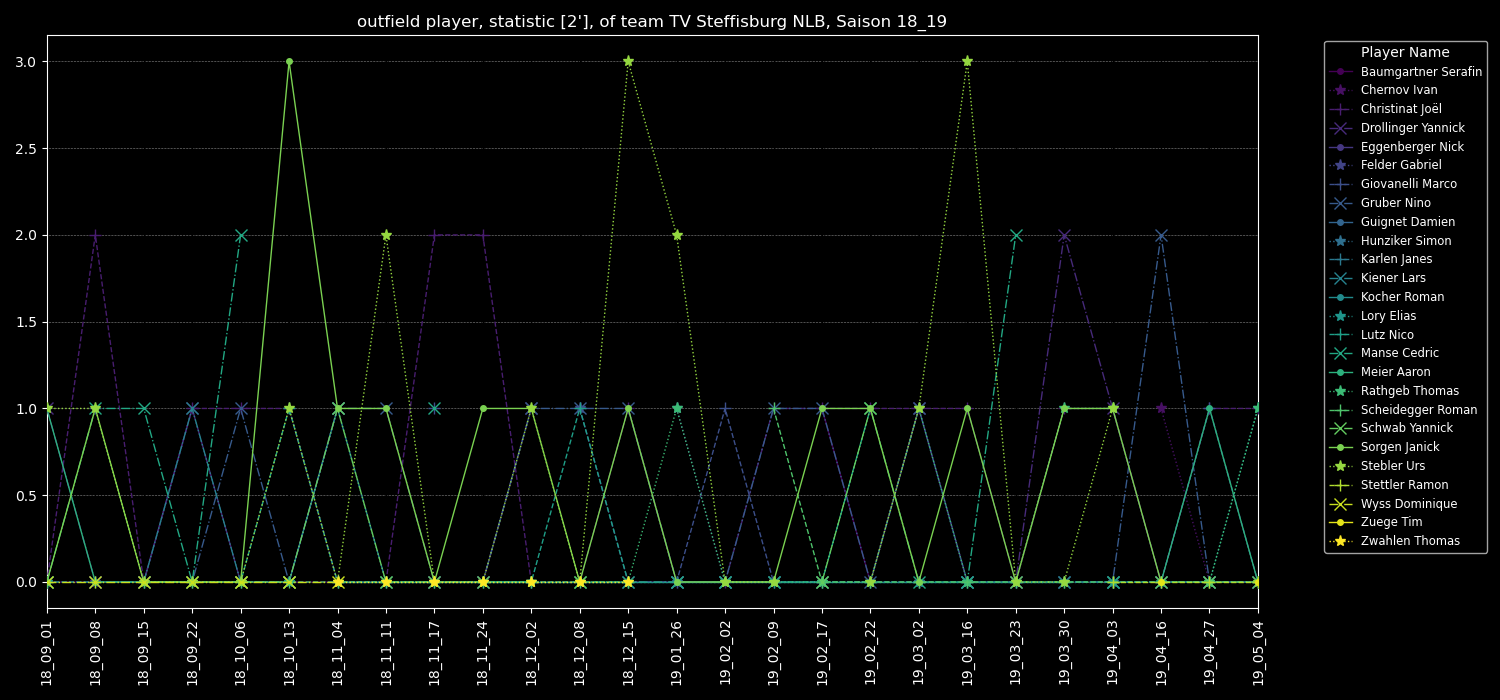 outfield player, statistic [2'], of team TV Steffisburg NLB, Saison 18_19
3.0
2.5
2.0
1.5
1.0
0.5
0.0
18_09_01
18_09_08
18_09_15
18_09_22
18_10_06
18_10_13
18_11_04
18_11_11
18_11_17
18_11_24
18_12_02
18_12_08
18_12_15
19_01_26
19_02_02
19_02_09
19_02_17
19_02_22
19_03_02
19_03_16
19_03_23
19_03_30
19_04_03
19_04_16
19_04_27
19_05_04
Player Name
Baumgartner Serafin
Chernov Ivan
Christinat Joël
Drollinger Yannick
Eggenberger Nick
Felder Gabriel
Giovanelli Marco
Gruber Nino
Guignet Damien
Hunziker Simon
Karlen Janes
Kiener Lars
Kocher Roman
Lory Elias
Lutz Nico
Manse Cedric
Meier Aaron
Rathgeb Thomas
Scheidegger Roman
Schwab Yannick
Sorgen Janick
Stebler Urs
Stettler Ramon
Wyss Dominique
Zuege Tim
Zwahlen Thomas